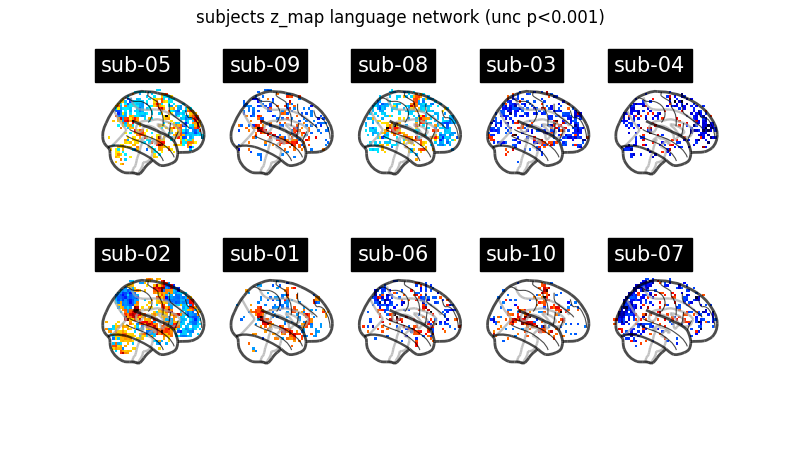 subjects z_map language network (unc p<0.001)
sub-05 sub-09 sub-08 sub-03 sub-04
sub-02 sub-01 sub-06 sub-10 sub-07